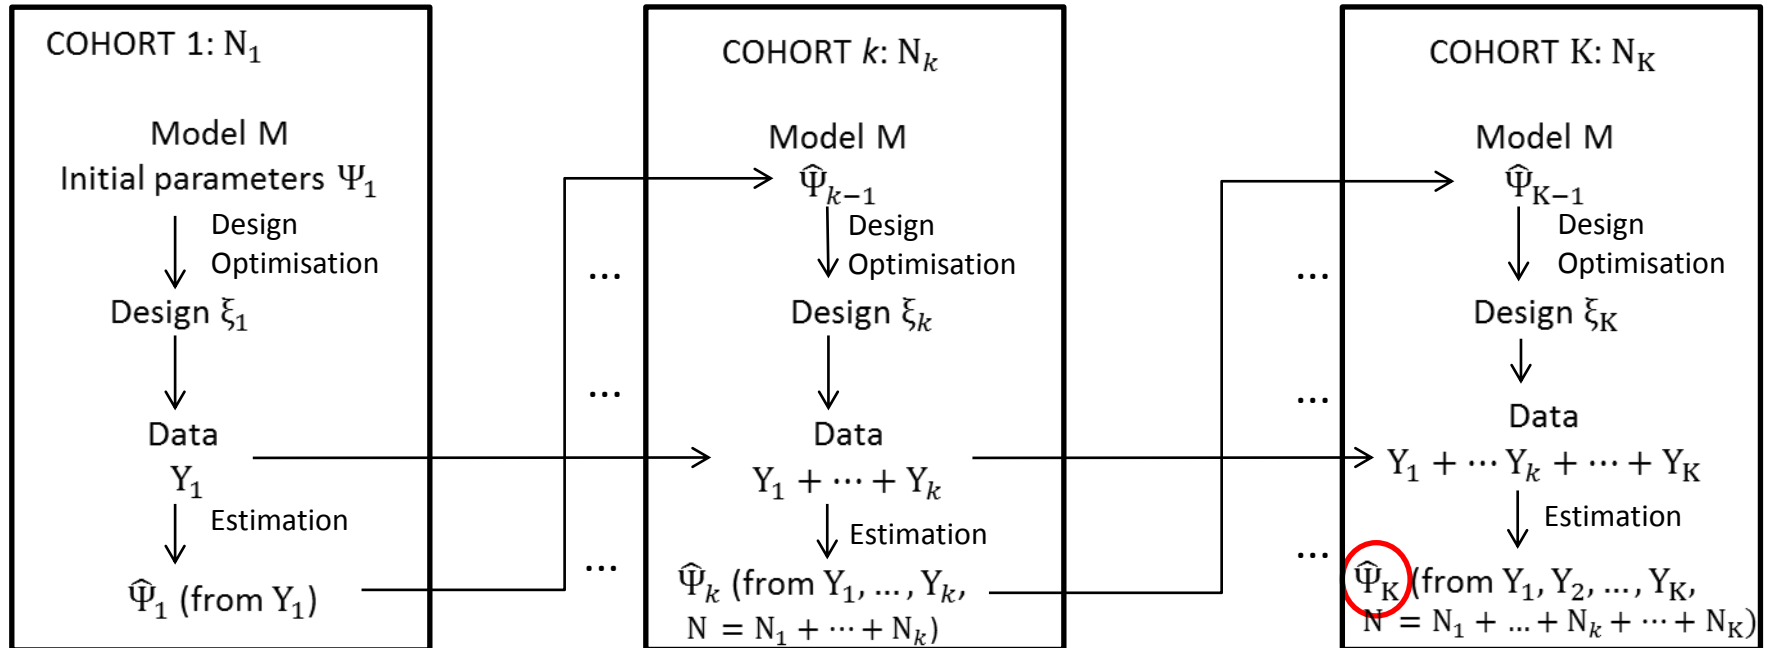 COHORT 1: N₁
Model M
Initial parameters Ψ₁
Design
Optimisation
Design ξ₁
Data
Y₁
Estimation
Ψ̂₁ (from Y₁)
...
...
...
COHORT k: Nₖ
Model M
Ψ̂ₖ₋₁
Design
Optimisation
Design ξₖ
Data
Y₁ + ⋯ + Yₖ
Estimation
Ψ̂ₖ (from Y₁, ..., Yₖ,
N = N₁ + ⋯ + Nₖ)
...
...
...
COHORT K: N_K
Model M
Ψ̂_K−1
Design
Optimisation
Design ξ_K
Data
Y₁ + ⋯ Yₖ + ⋯ + Y_K
Estimation
Ψ̂_K (from Y₁, Y₂, ..., Y_K,
N = N₁ + ... + Nₖ + ⋯ + N_K)